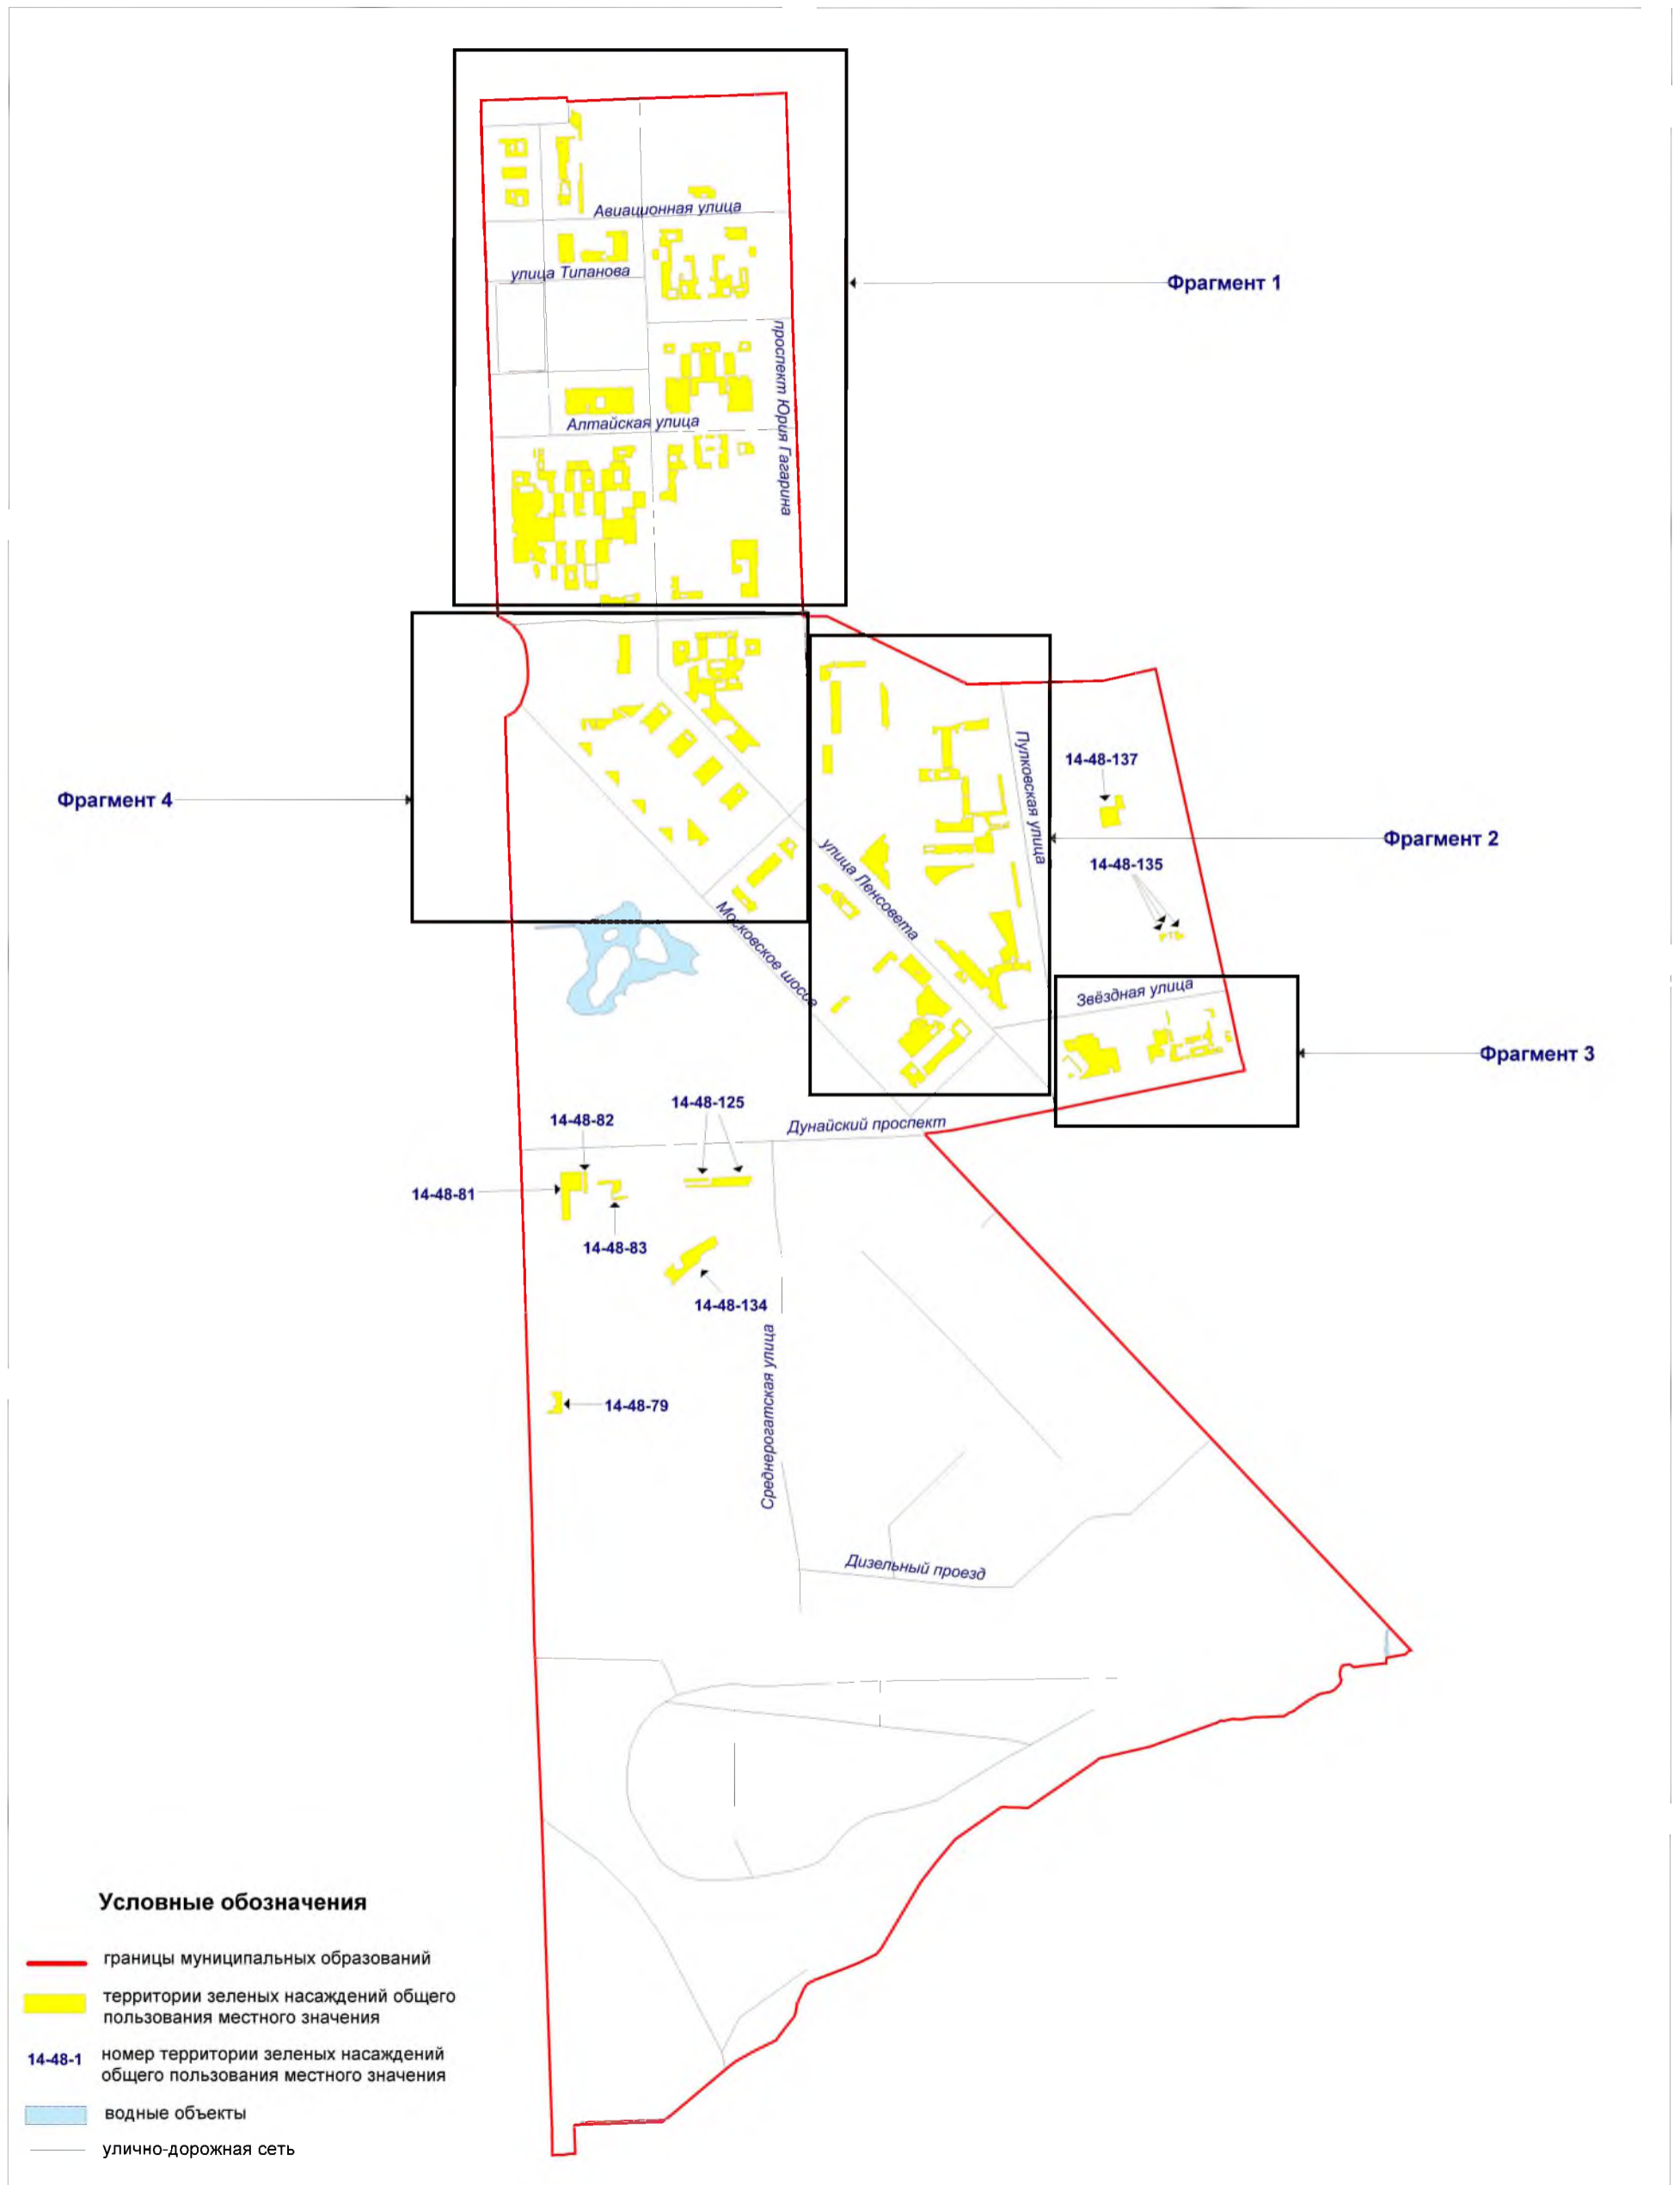 Авиационная улица
улица Типанова
Фрагмент 1
проспект Юрия Гагарина
Алтайская улица
Пулковская улица
14-48-137
Фрагмент 4
Фрагмент 2
улица Ленсовета
14-48-135
Московское шоссе
Звёздная улица
Фрагмент 3
14-48-125
14-48-82
Дунайский проспект
14-48-81
14-48-83
14-48-134
Среднерогатская улица
14-48-79
Дизельный проезд
Условные обозначения
границы муниципальных образований
территории зеленых насаждений общего
пользования местного значения
14-48-1 номер территории зеленых насаждений
общего пользования местного значения
водные объекты
улично-дорожная сеть